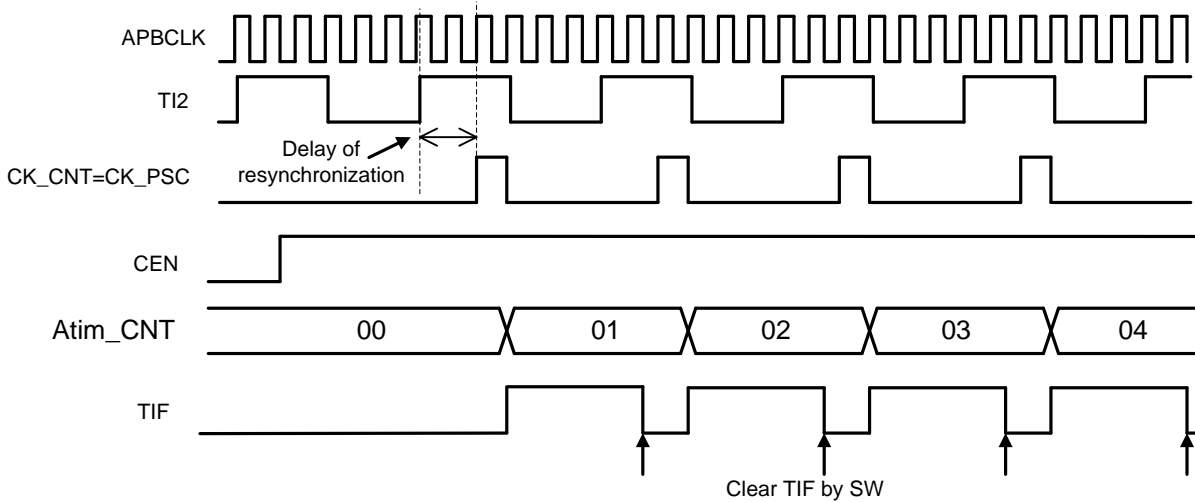 APBCLK
TI2
Delay of
resynchronization
CK_CNT=CK_PSC
CEN
Atim_CNT
00 01 02 03 04
TIF
Clear TIF by SW